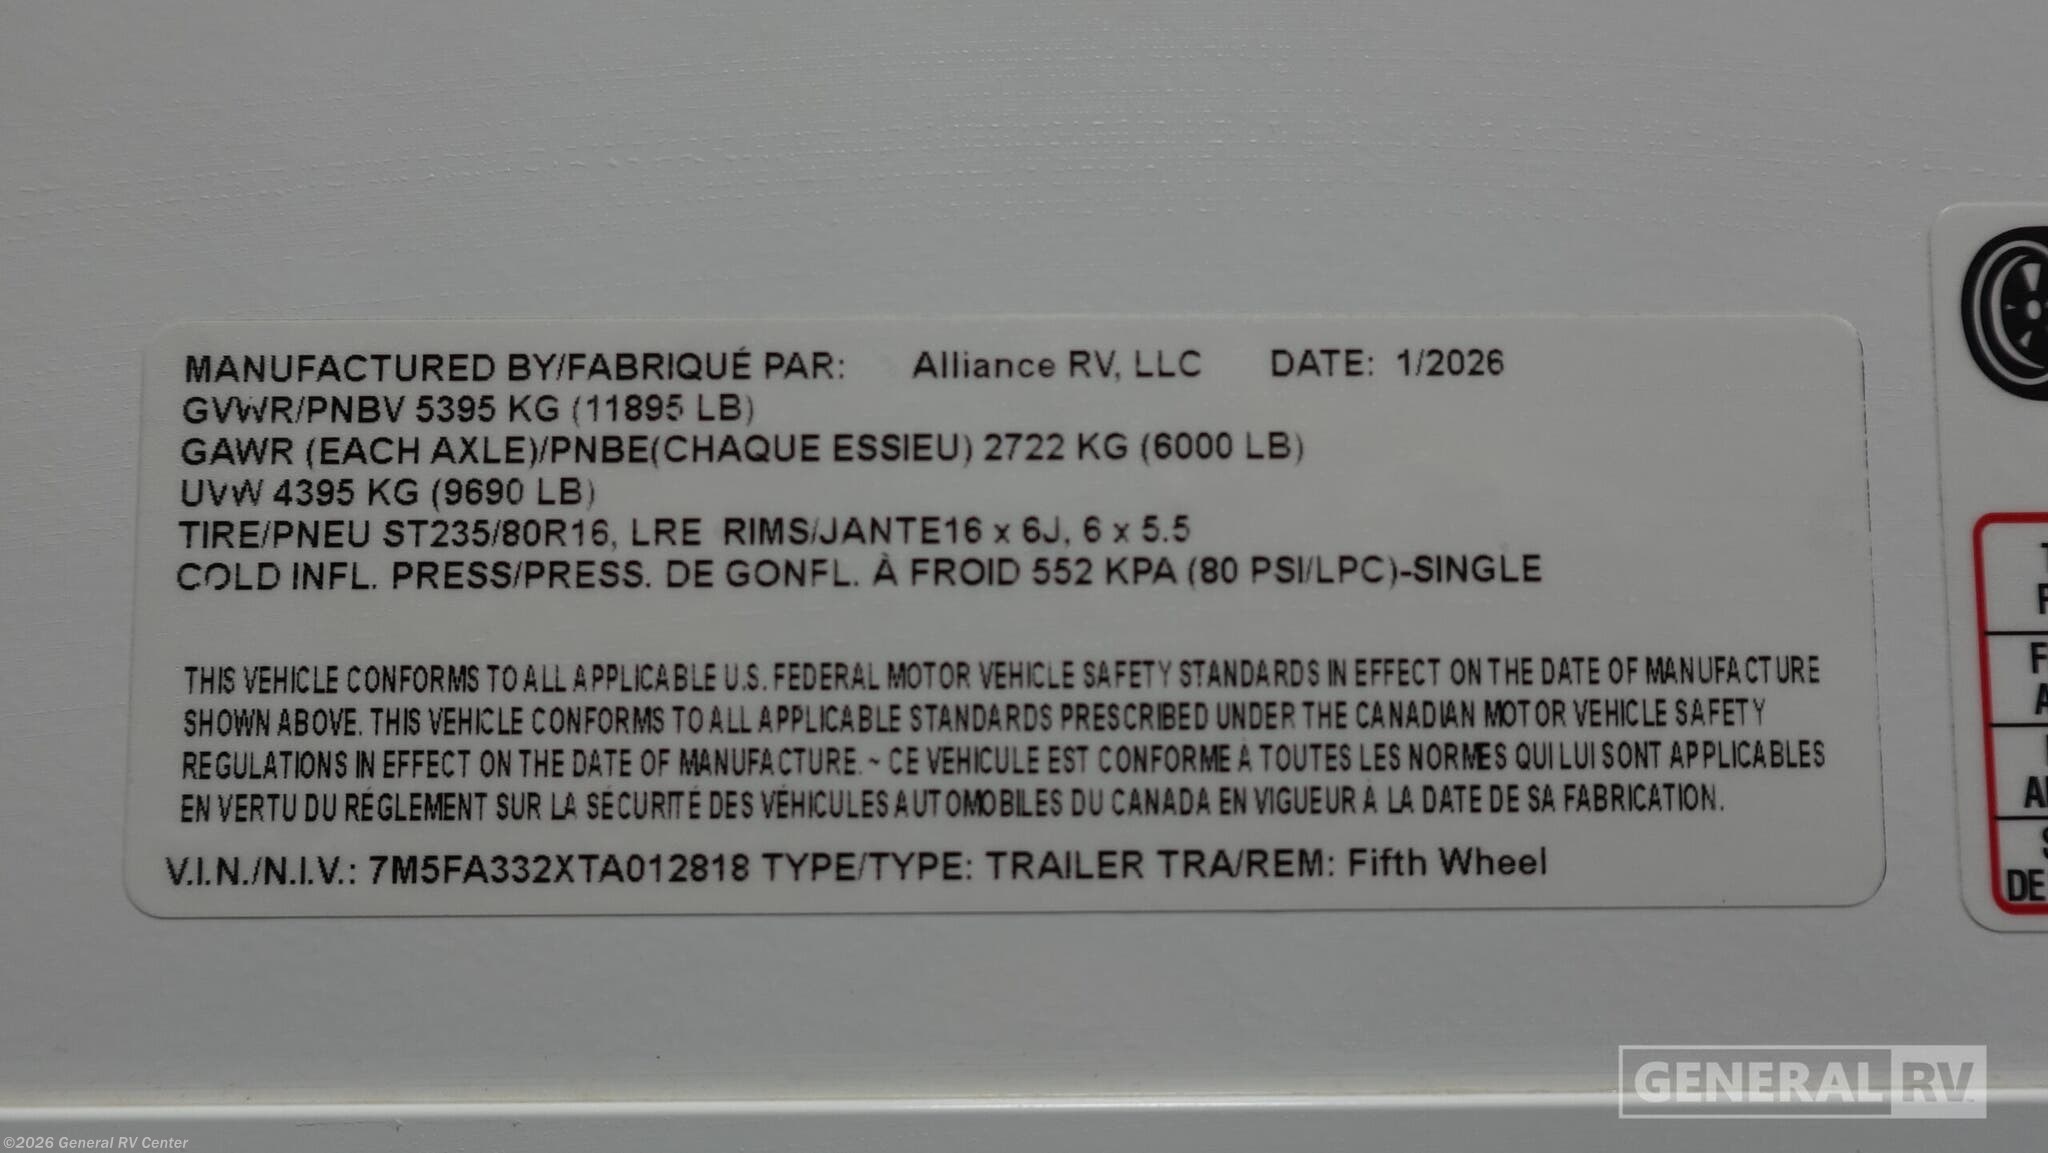 MANUFACTURED BY/FABRIQUÉ PAR: Alliance RV, LLC DATE: 1/2026
GVWR/PNBV 5395 KG (11895 LB)
GAWR (EACH AXLE)/PNBE(CHAQUE ESSIEU) 2722 KG (6000 LB)
UVW 4395 KG (9690 LB)
TIRE/PNEU ST235/80R16, LRE RIMS/JANTE16 x 6J, 6 x 5.5
COLD INFL. PRESS/PRESS. DE GONFL. À FROID 552 KPA (80 PSI/LPC)-SINGLE
THIS VEHICLE CONFORMS TO ALL APPLICABLE U.S. FEDERAL MOTOR VEHICLE SAFETY STANDARDS IN EFFECT ON THE DATE OF MANUFACTURE
SHOWN ABOVE. THIS VEHICLE CONFORMS TO ALL APPLICABLE STANDARDS PRESCRIBED UNDER THE CANADIAN MOTOR VEHICLE SAFETY
REGULATIONS IN EFFECT ON THE DATE OF MANUFACTURE. ~ CE VÉHICULE EST CONFORME À TOUTES LES NORMES QUI LUI SONT APPLICABLES
EN VERTU DU RÉGLEMENT SUR LA SÉCURITÉ DES VÉHICULES AUTOMOBILES DU CANADA EN VIGUEUR À LA DATE DE SA FABRICATION.
V.I.N./N.I.V.: 7M5FA332XTA012818 TYPE/TYPE: TRAILER TRA/REM: Fifth Wheel
DE
GENERAL RV
©2026 General RV Center